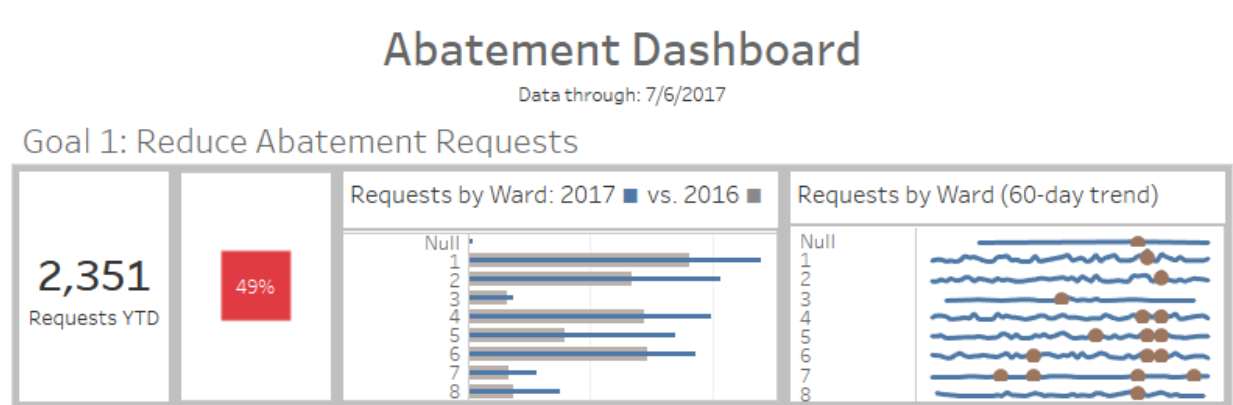 Abatement Dashboard
Data through: 7/6/2017
Goal 1: Reduce Abatement Requests
2,351
Requests YTD
49%
Requests by Ward: 2017 vs. 2016
Null
1
2
3
4
5
6
7
8
Requests by Ward (60-day trend)
Null
1
2
3
4
5
6
7
8